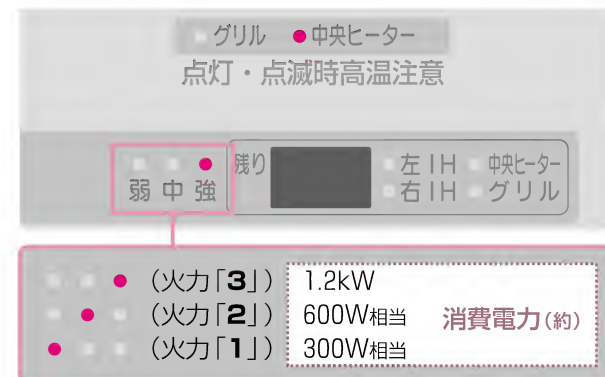 グリル ●中央ヒーター
点灯・点滅時高温注意
残り 左IH 中央ヒーター
弱 中 強 右IH グリル
●（火力「3」） 1.2kW
●（火力「2」） 600W相当 消費電力（約）
●（火力「1」） 300W相当